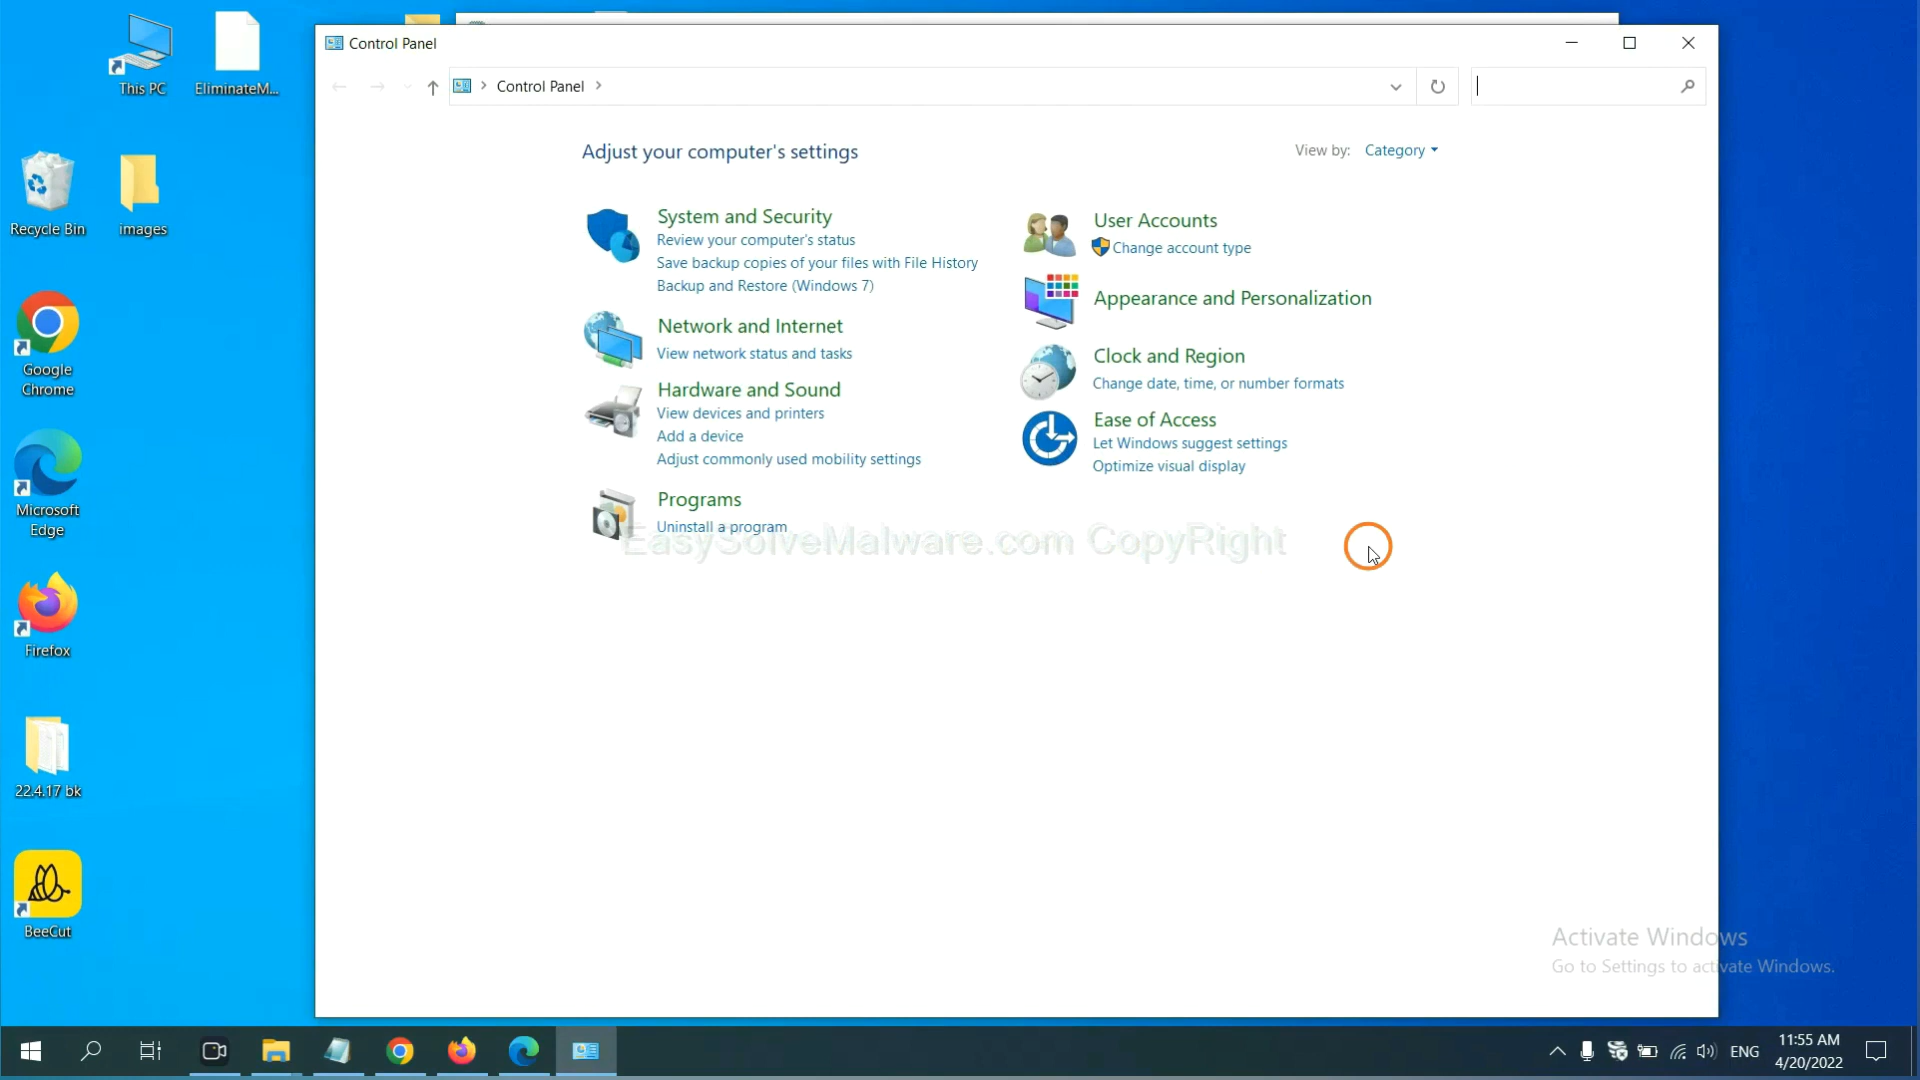 This PC
EliminateM...
Recycle Bin
images
Google
Chrome
Microsoft
Edge
Firefox
22.4.17 bk
BeeCut
Control Panel
Control Panel
Adjust your computer's settings
View by: Category
System and Security
Review your computer's status
Save backup copies of your files with File History
Backup and Restore (Windows 7)
Network and Internet
View network status and tasks
Hardware and Sound
View devices and printers
Add a device
Adjust commonly used mobility settings
Programs
Uninstall a program
User Accounts
Change account type
Appearance and Personalization
Clock and Region
Change date, time, or number formats
Ease of Access
Let Windows suggest settings
Optimize visual display
EasySolveMalware.com CopyRight
Activate Windows
Go to Settings to activate Windows.
ENG
11:55 AM
4/20/2022